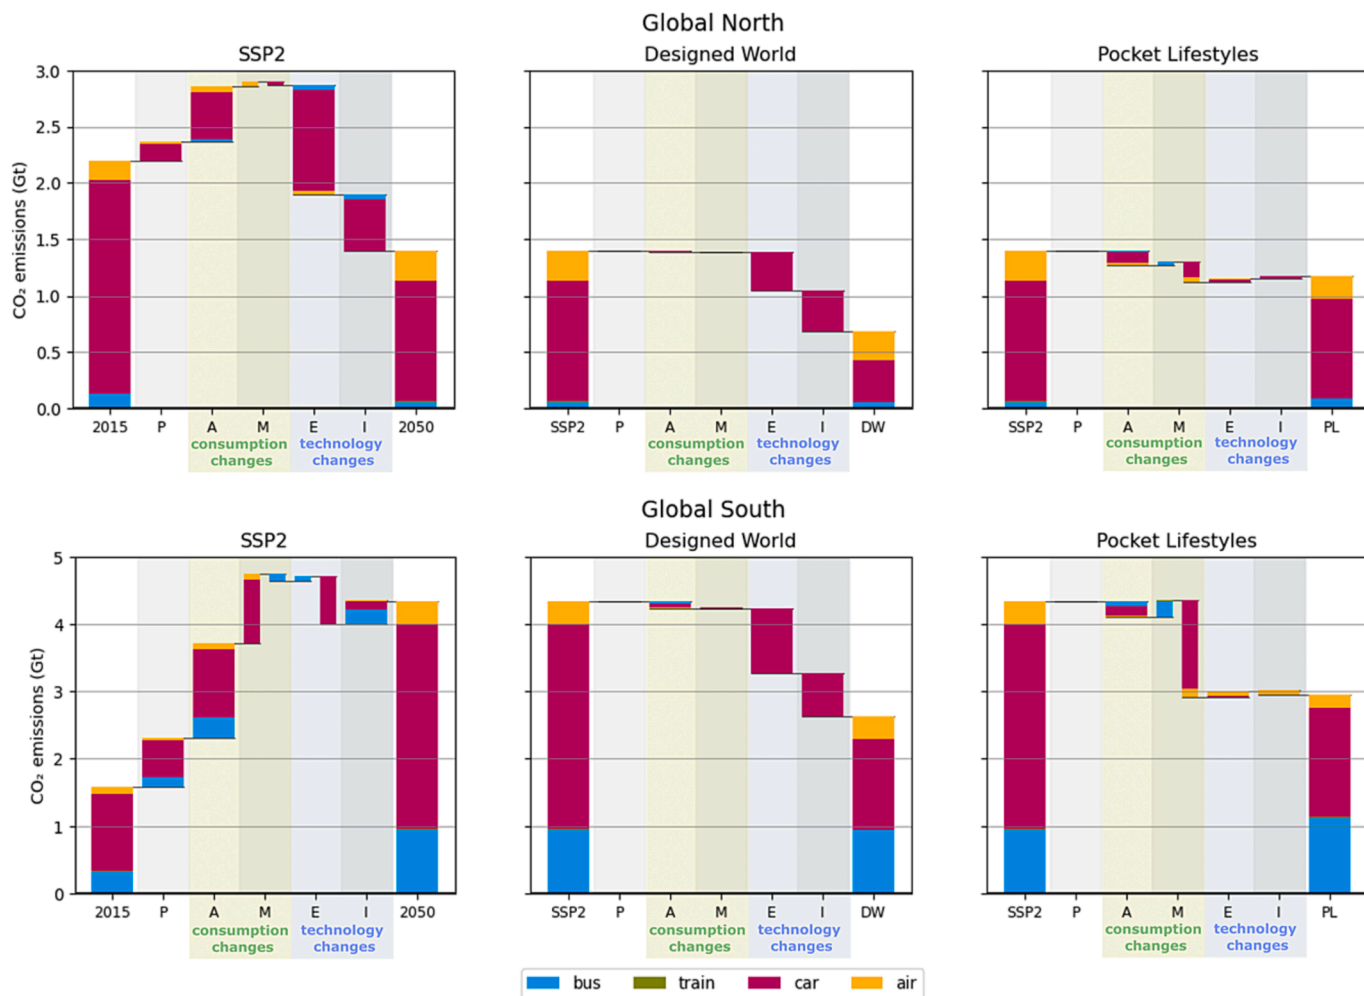 Global North
SSP2
Designed World
Pocket Lifestyles
CO₂ emissions (Gt)
3.0
2.5
2.0
1.5
1.0
0.5
0.0
2015 P A M E I 2050
consumption changes
technology changes
SSP2 P A M E I DW
consumption changes
technology changes
SSP2 P A M E I PL
consumption changes
technology changes
Global South
SSP2
Designed World
Pocket Lifestyles
CO₂ emissions (Gt)
5
4
3
2
1
0
2015 P A M E I 2050
consumption changes
technology changes
SSP2 P A M E I DW
consumption changes
technology changes
SSP2 P A M E I PL
consumption changes
technology changes
bus train car air